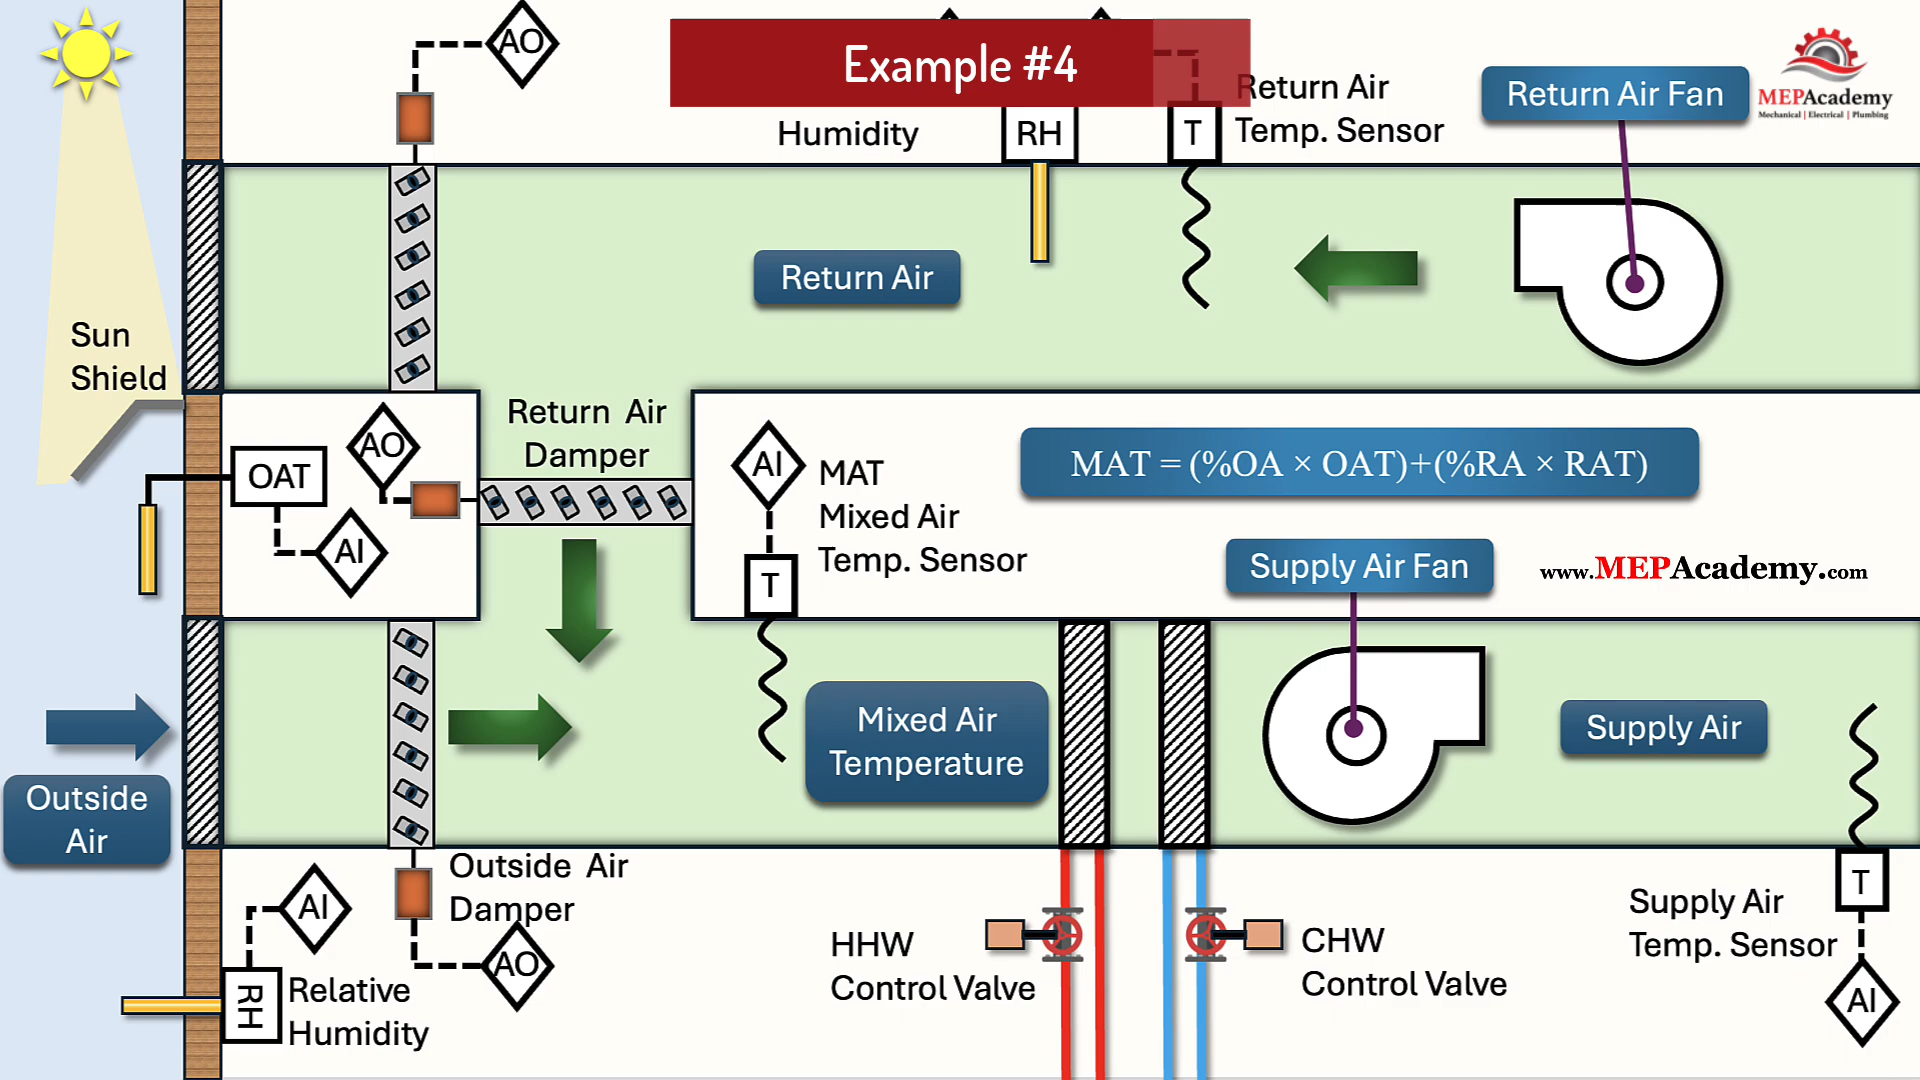 AO
Example #4
Return Air
Temp. Sensor
Return Air Fan
MEPAcademy
Mechanical | Electrical | Plumbing
Humidity
RH
T
Return Air
Sun
Shield
Return Air
Damper
AO
OAT
AI
AI
MAT
Mixed Air
Temp. Sensor
T
MAT = (%OA × OAT)+(%RA × RAT)
Supply Air Fan
www.MEPAcademy.com
Mixed Air
Temperature
Supply Air
Outside
Air
Outside Air
Damper
AI
AO
RH
Relative
Humidity
HHW
Control Valve
CHW
Control Valve
Supply Air
Temp. Sensor
T
AI